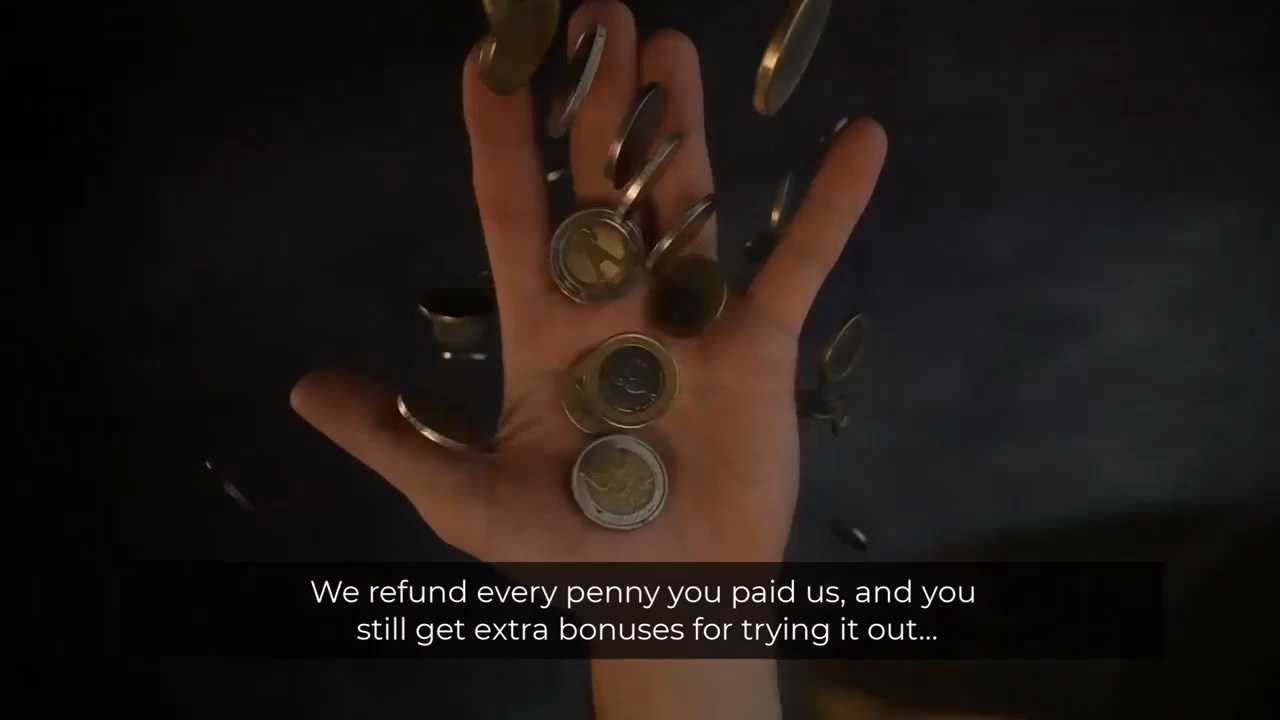 We refund every penny you paid us, and you
still get extra bonuses for trying it out...